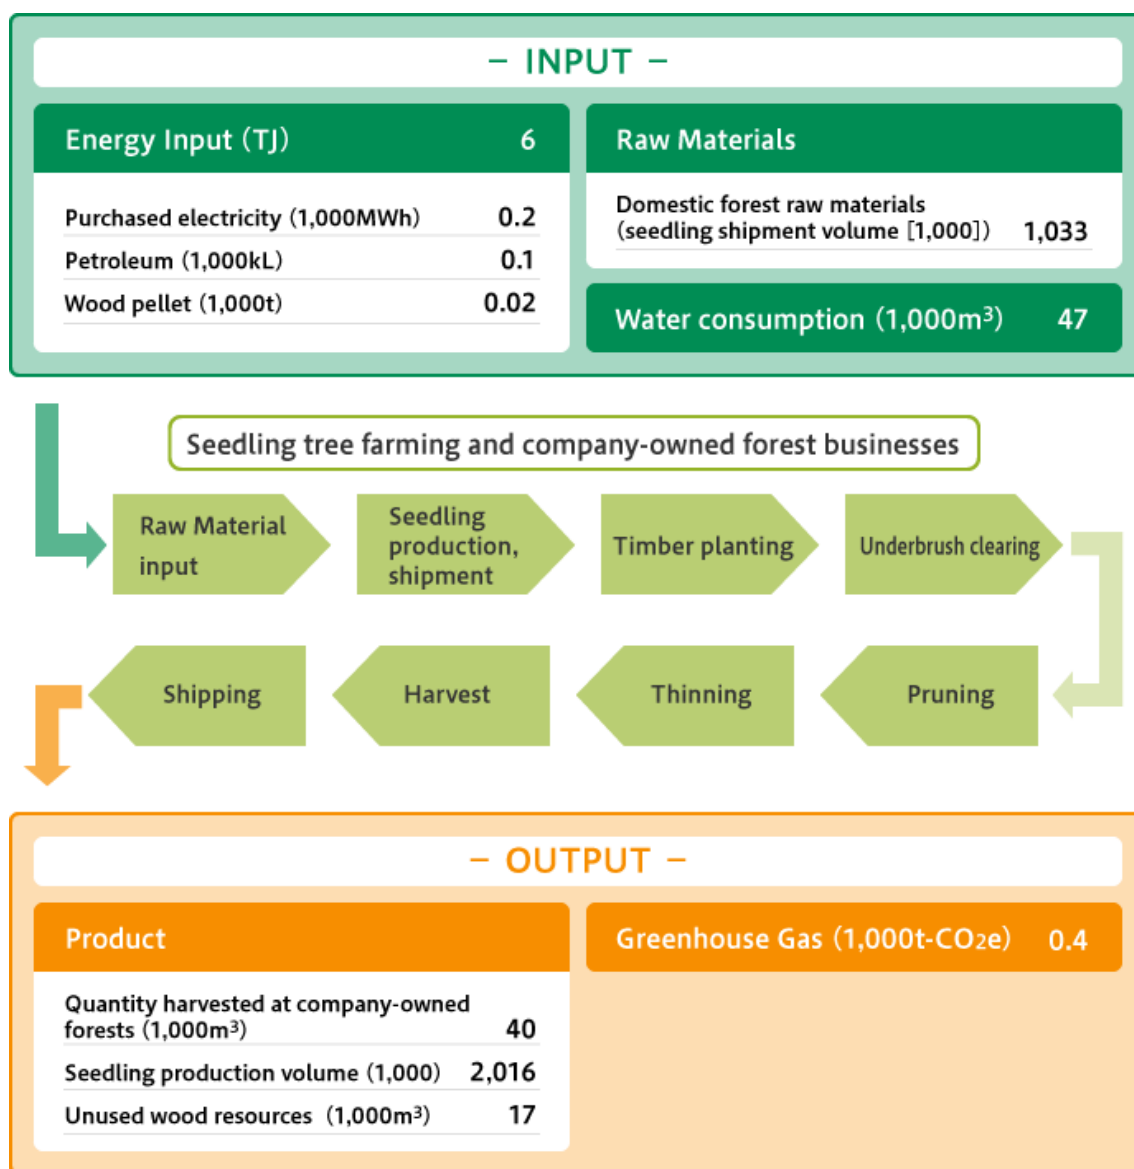 – INPUT –
Energy Input (TJ) 6
Purchased electricity (1,000MWh) 0.2
Petroleum (1,000kL) 0.1
Wood pellet (1,000t) 0.02
Raw Materials
Domestic forest raw materials
(seedling shipment volume [1,000]) 1,033
Water consumption (1,000m³) 47
Seedling tree farming and company-owned forest businesses
Raw Material
input
Seedling
production,
shipment
Timber planting
Underbrush clearing
Pruning
Thinning
Harvest
Shipping
– OUTPUT –
Product
Quantity harvested at company-owned
forests (1,000m³) 40
Seedling production volume (1,000) 2,016
Unused wood resources (1,000m³) 17
Greenhouse Gas (1,000t-CO₂e) 0.4